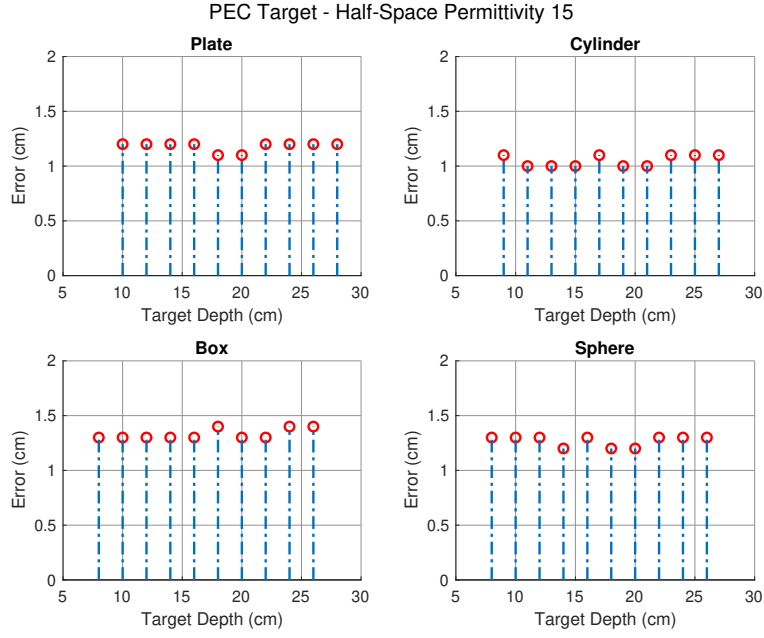 PEC Target - Half-Space Permittivity 15
Plate
2
1.5
1
0.5
0
Error (cm)
5 10 15 20 25 30
Target Depth (cm)
Cylinder
2
1.5
1
0.5
0
Error (cm)
5 10 15 20 25 30
Target Depth (cm)
Box
2
1.5
1
0.5
0
Error (cm)
5 10 15 20 25 30
Target Depth (cm)
Sphere
2
1.5
1
0.5
0
Error (cm)
5 10 15 20 25 30
Target Depth (cm)